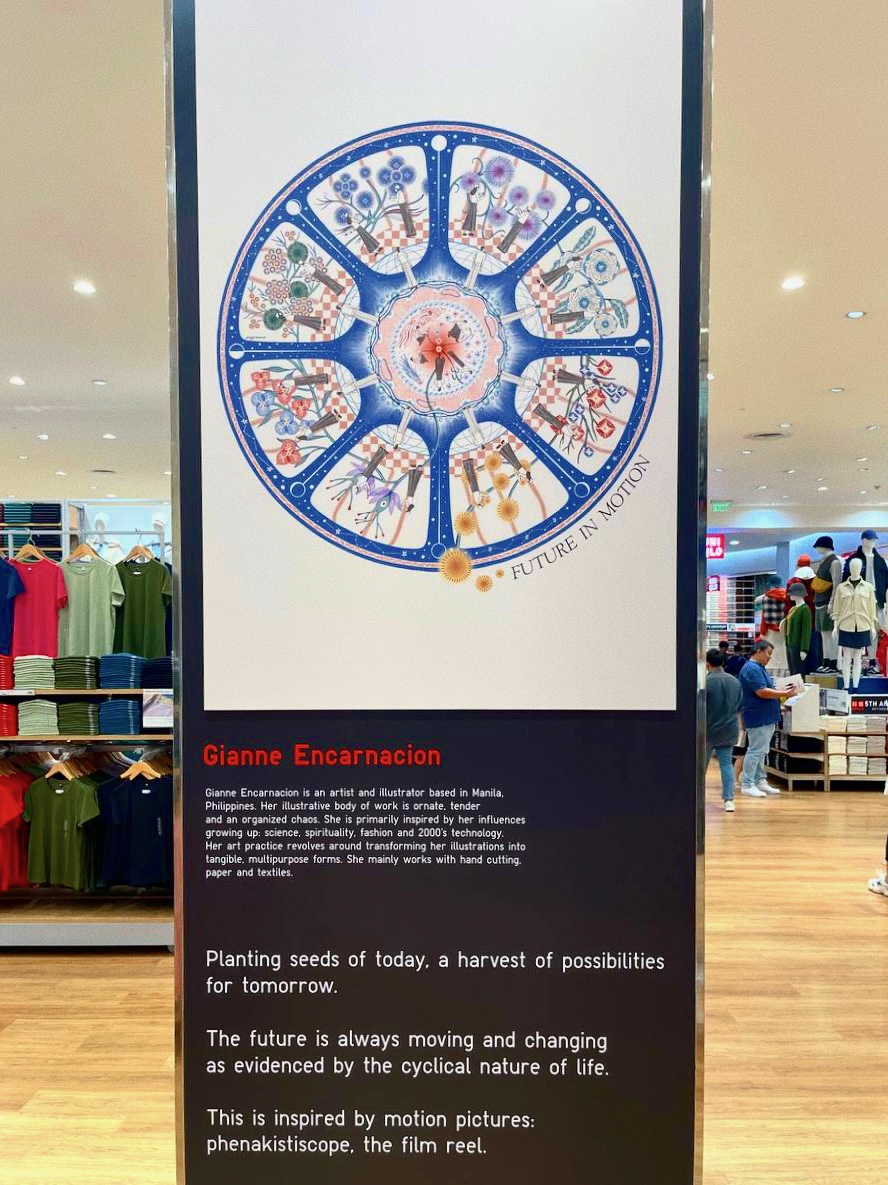 FUTURE IN MOTION
Gianne Encarnacion
Gianne Encarnacion is an artist and illustrator based in Manila,
Philippines. Her illustrative body of work is ornate, tender
and an organized chaos. She is primarily inspired by her influences
growing up: science, spirituality, fashion and 2000's technology.
Her art practice revolves around transforming her illustrations into
tangible, multipurpose forms. She mainly works with hand cutting,
paper and textiles.
Planting seeds of today, a harvest of possibilities
for tomorrow.
The future is always moving and changing
as evidenced by the cyclical nature of life.
This is inspired by motion pictures:
phenakistiscope, the film reel.